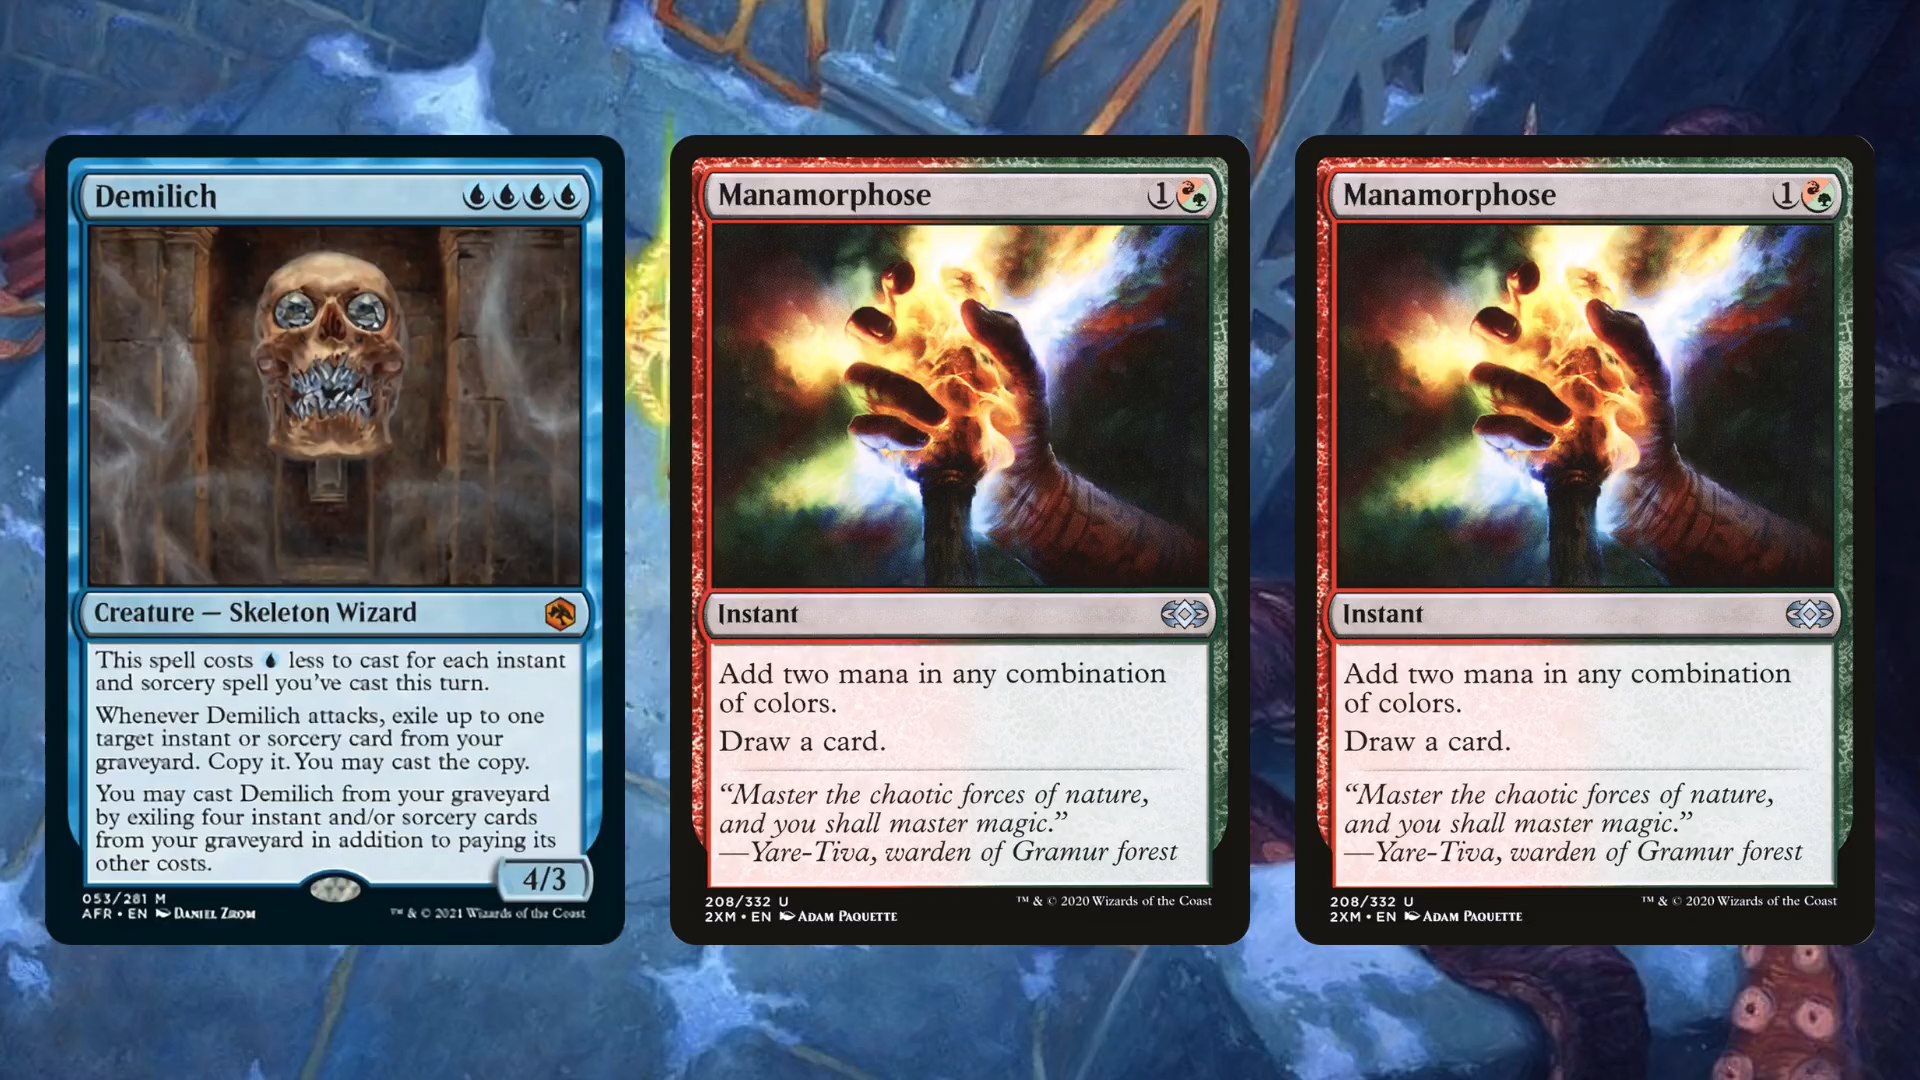 Demilich
Creature — Skeleton Wizard
This spell costs less to cast for each instant
and sorcery spell you've cast this turn.
Whenever Demilich attacks, exile up to one
target instant or sorcery card from your
graveyard. Copy it. You may cast the copy.
You may cast Demilich from your graveyard
by exiling four instant and/or sorcery cards
from your graveyard in addition to paying its
other costs.
4/3
053/281 M
AFR • EN DANIEL ZROM
™ & © 2021 Wizards of the Coast
Manamorphose 1
Instant
Add two mana in any combination
of colors.
Draw a card.
“Master the chaotic forces of nature,
and you shall master magic.”
—Yare-Tiva, warden of Gramur forest
208/332 U
2XM • EN ADAM PAQUETTE
™ & © 2020 Wizards of the Coast
Manamorphose 1
Instant
Add two mana in any combination
of colors.
Draw a card.
“Master the chaotic forces of nature,
and you shall master magic.”
—Yare-Tiva, warden of Gramur forest
208/332 U
2XM • EN ADAM PAQUETTE
™ & © 2020 Wizards of the Coast